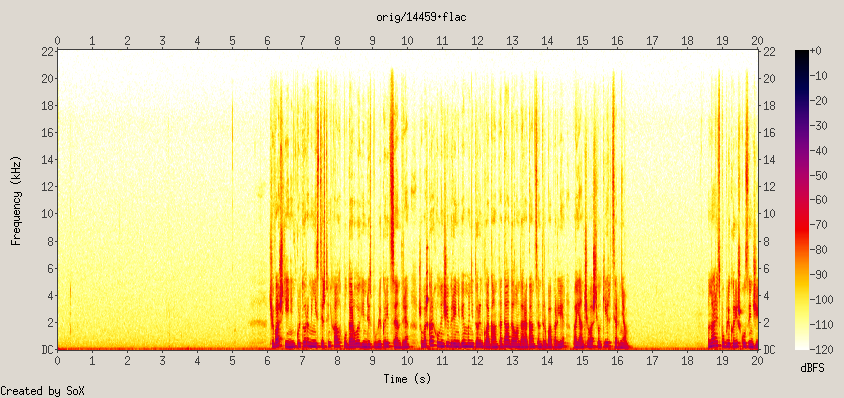 orig/14459•flac
0 1 2 3 4 5 6 7 8 9 10 11 12 13 14 15 16 17 18 19 20
22 22 +0
20 20 -10
18 18 -20
16 16 -30
14 14 -40
12 12 -50
10 10 -60
8 8 -70
6 6 -80
4 4 -90
2 2 -100
DC DC -110
-120
Frequency (kHz)
0 1 2 3 4 5 6 7 8 9 10 11 12 13 14 15 16 17 18 19 20
Time (s)
dBFS
Created by SoX